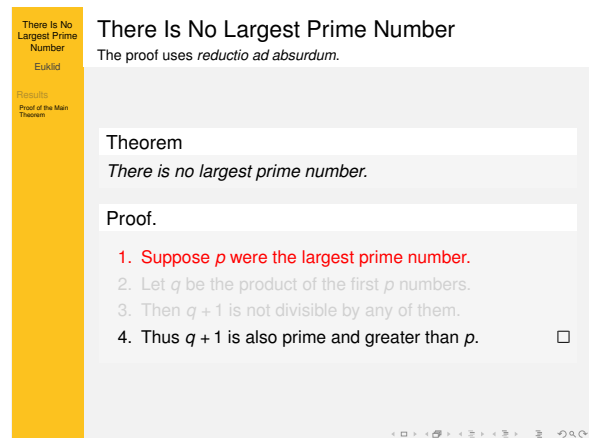 There Is No
Largest Prime
Number
Euklid
Results
Proof of the Main
Theorem
There Is No Largest Prime Number
The proof uses reductio ad absurdum.
Theorem
There is no largest prime number.
Proof.
1. Suppose p were the largest prime number.
2. Let q be the product of the first p numbers.
3. Then q + 1 is not divisible by any of them.
4. Thus q + 1 is also prime and greater than p. □